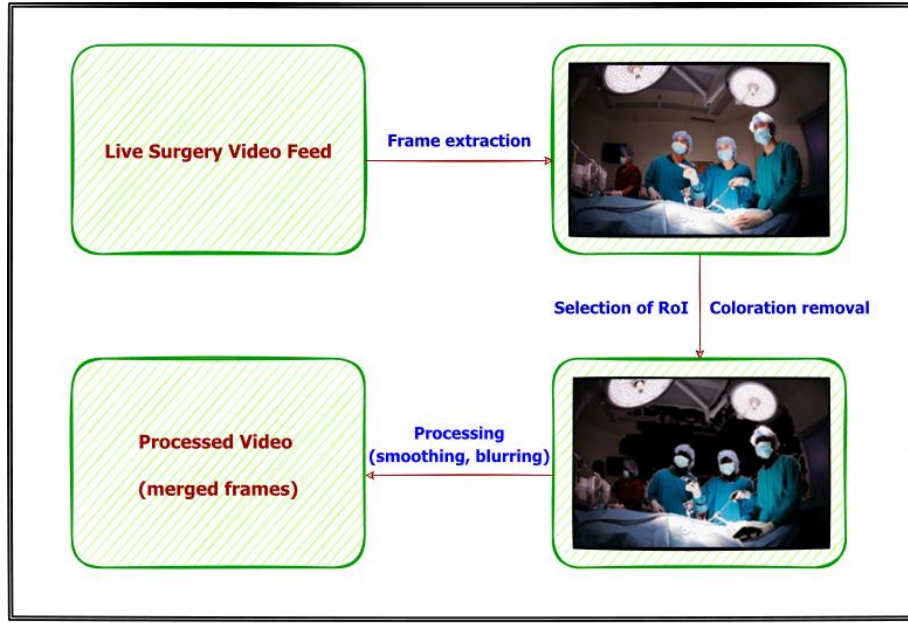 Live Surgery Video Feed
Frame extraction
Selection of RoI
Coloration removal
Processed Video
(merged frames)
Processing
(smoothing, blurring)